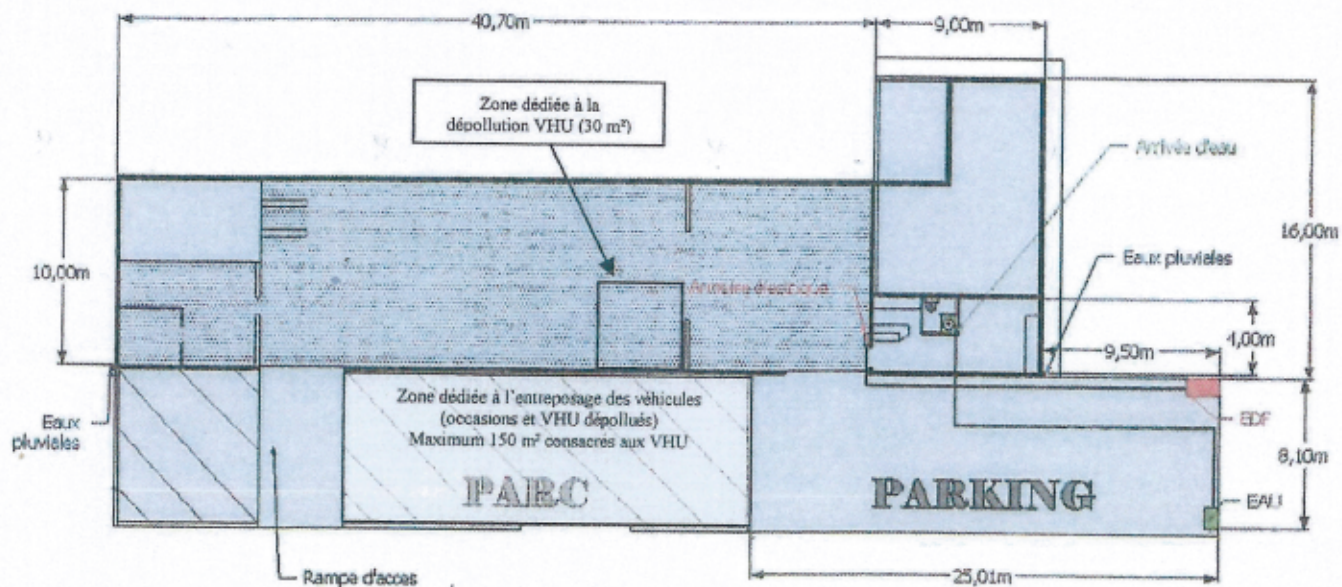 40,70m
9,00m
Zone dédiée à la
dépollution VHU (30 m²)
Arrivée d'eau
10,00m
16,00m
Eaux pluviales
4,00m
9,50m
Zone dédiée à l'entreposage des véhicules
(occasions et VHU dépollués)
Maximum 150 m² consacrés aux VHU
Eaux
pluviales
EDF
8,10m
PARC
PARKING
EAU
Rampe d'acces
25,01m